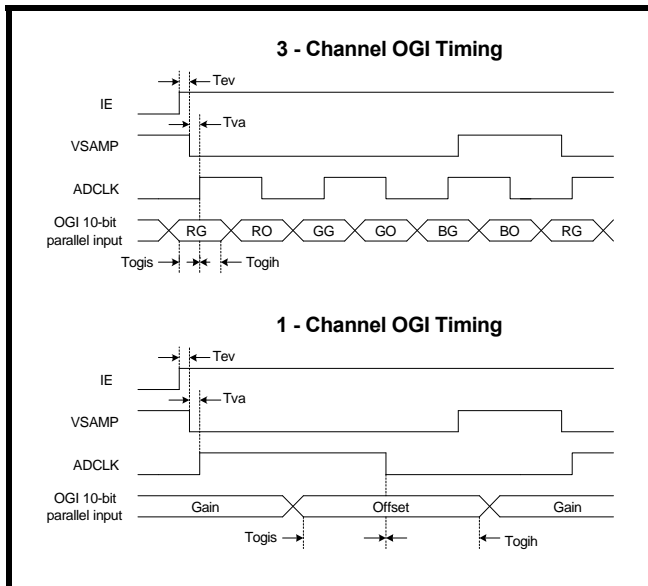 3 - Channel OGI Timing
Tev
IE
Tva
VSAMP
ADCLK
OGI 10-bit
parallel input
RG RO GG GO BG BO RG
Togis Togih
1 - Channel OGI Timing
Tev
IE
Tva
VSAMP
ADCLK
OGI 10-bit
parallel input
Gain Offset Gain
Togis Togih